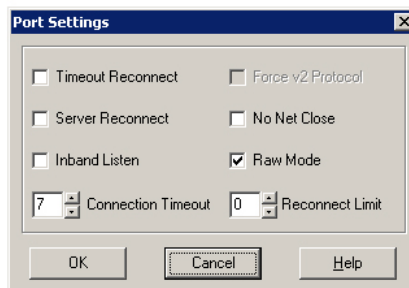 Port Settings
Timeout Reconnect Force v2 Protocol
Server Reconnect No Net Close
Inband Listen Raw Mode
7 Connection Timeout 0 Reconnect Limit
OK Cancel Help